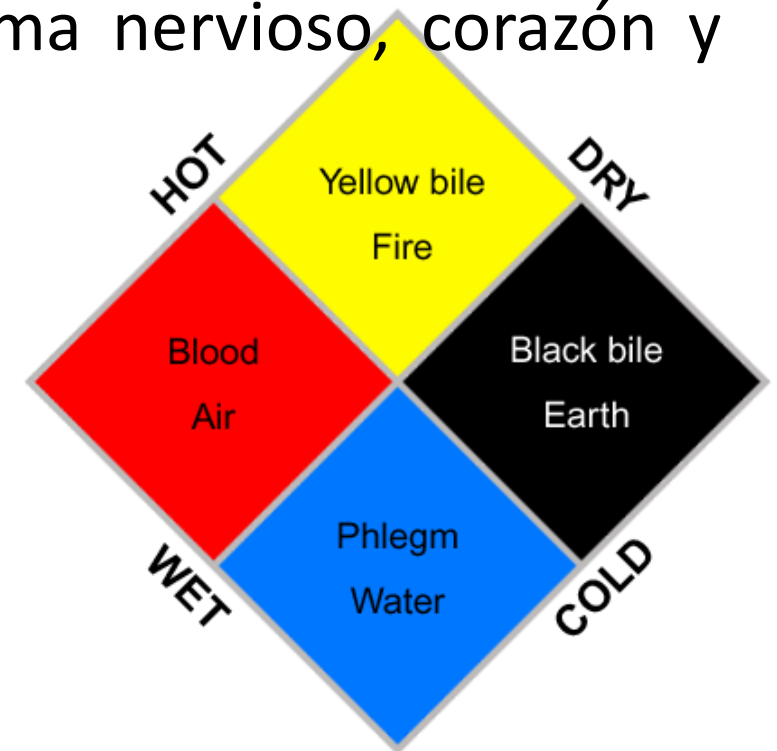 ma nervioso, corazón y
HOT
DRY
Yellow bile
Fire
Blood
Air
Black bile
Earth
Phlegm
Water
WET
COLD